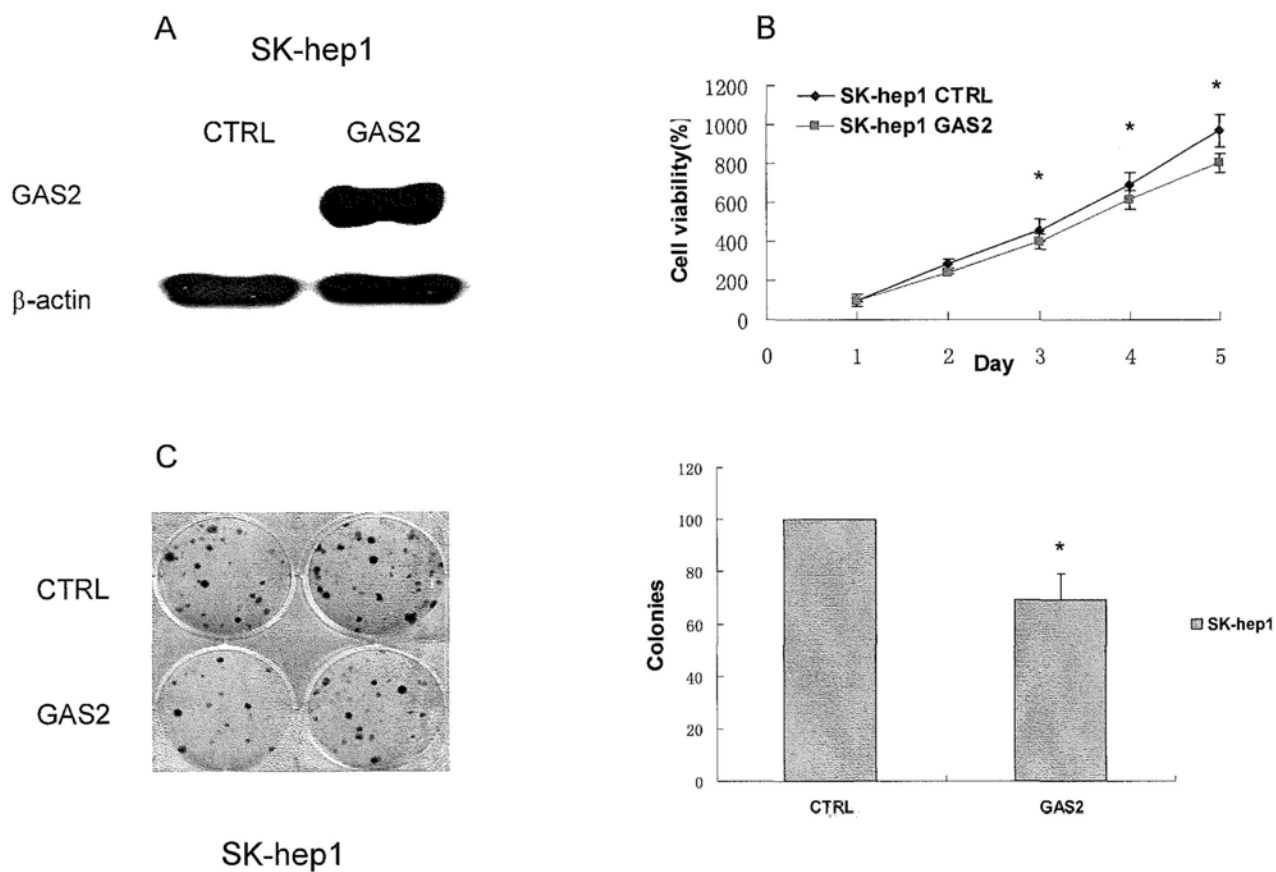 A
SK-hep1
CTRL GAS2
GAS2
β-actin
B
1200
1000
800
600
400
200
0
Cell viability(%)
SK-hep1 CTRL
SK-hep1 GAS2
* * *
0 1 2 3 4 5
Day
C
CTRL
GAS2
SK-hep1
120
100
80
60
40
20
0
Colonies
*
CTRL GAS2
SK-hep1